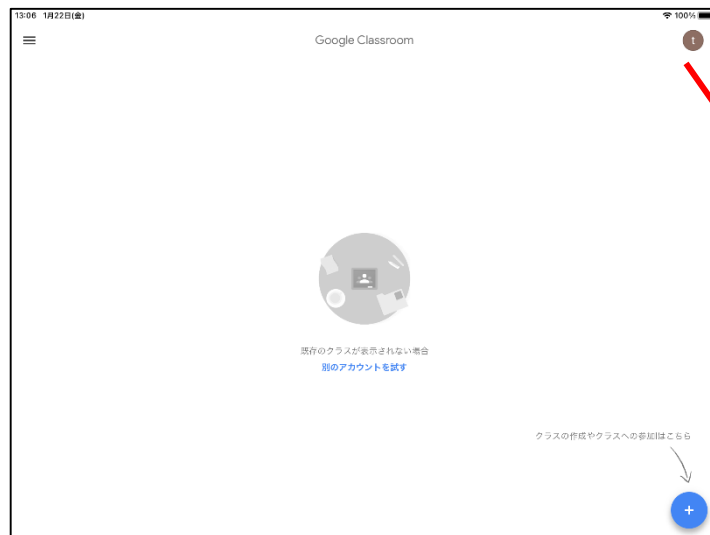 13:06 1月22日(金)
100%
Google Classroom
t
既存のクラスが表示されない場合
別のアカウントを試す
クラスの作成やクラスへの参加はこちら
+